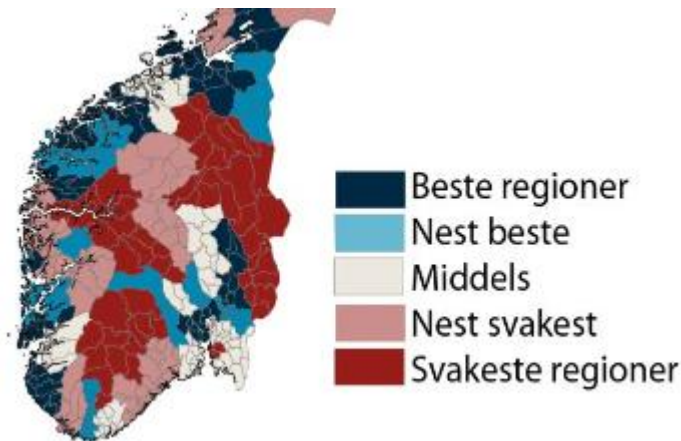 Beste regioner
Nest beste
Middels
Nest svakest
Svakeste regioner